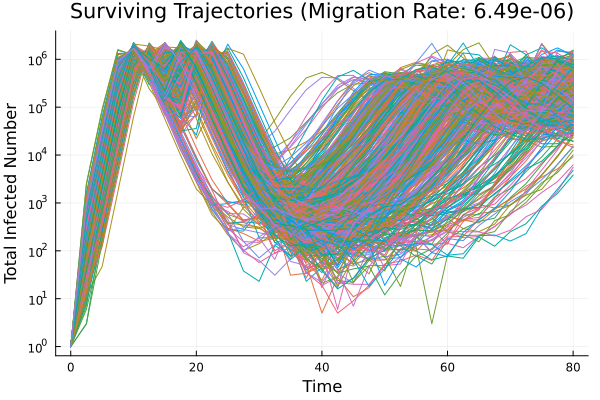 Surviving Trajectories (Migration Rate: 6.49e-06)
Total Infected Number
10⁶
10⁵
10⁴
10³
10²
10¹
10⁰
0 20 40 60 80
Time